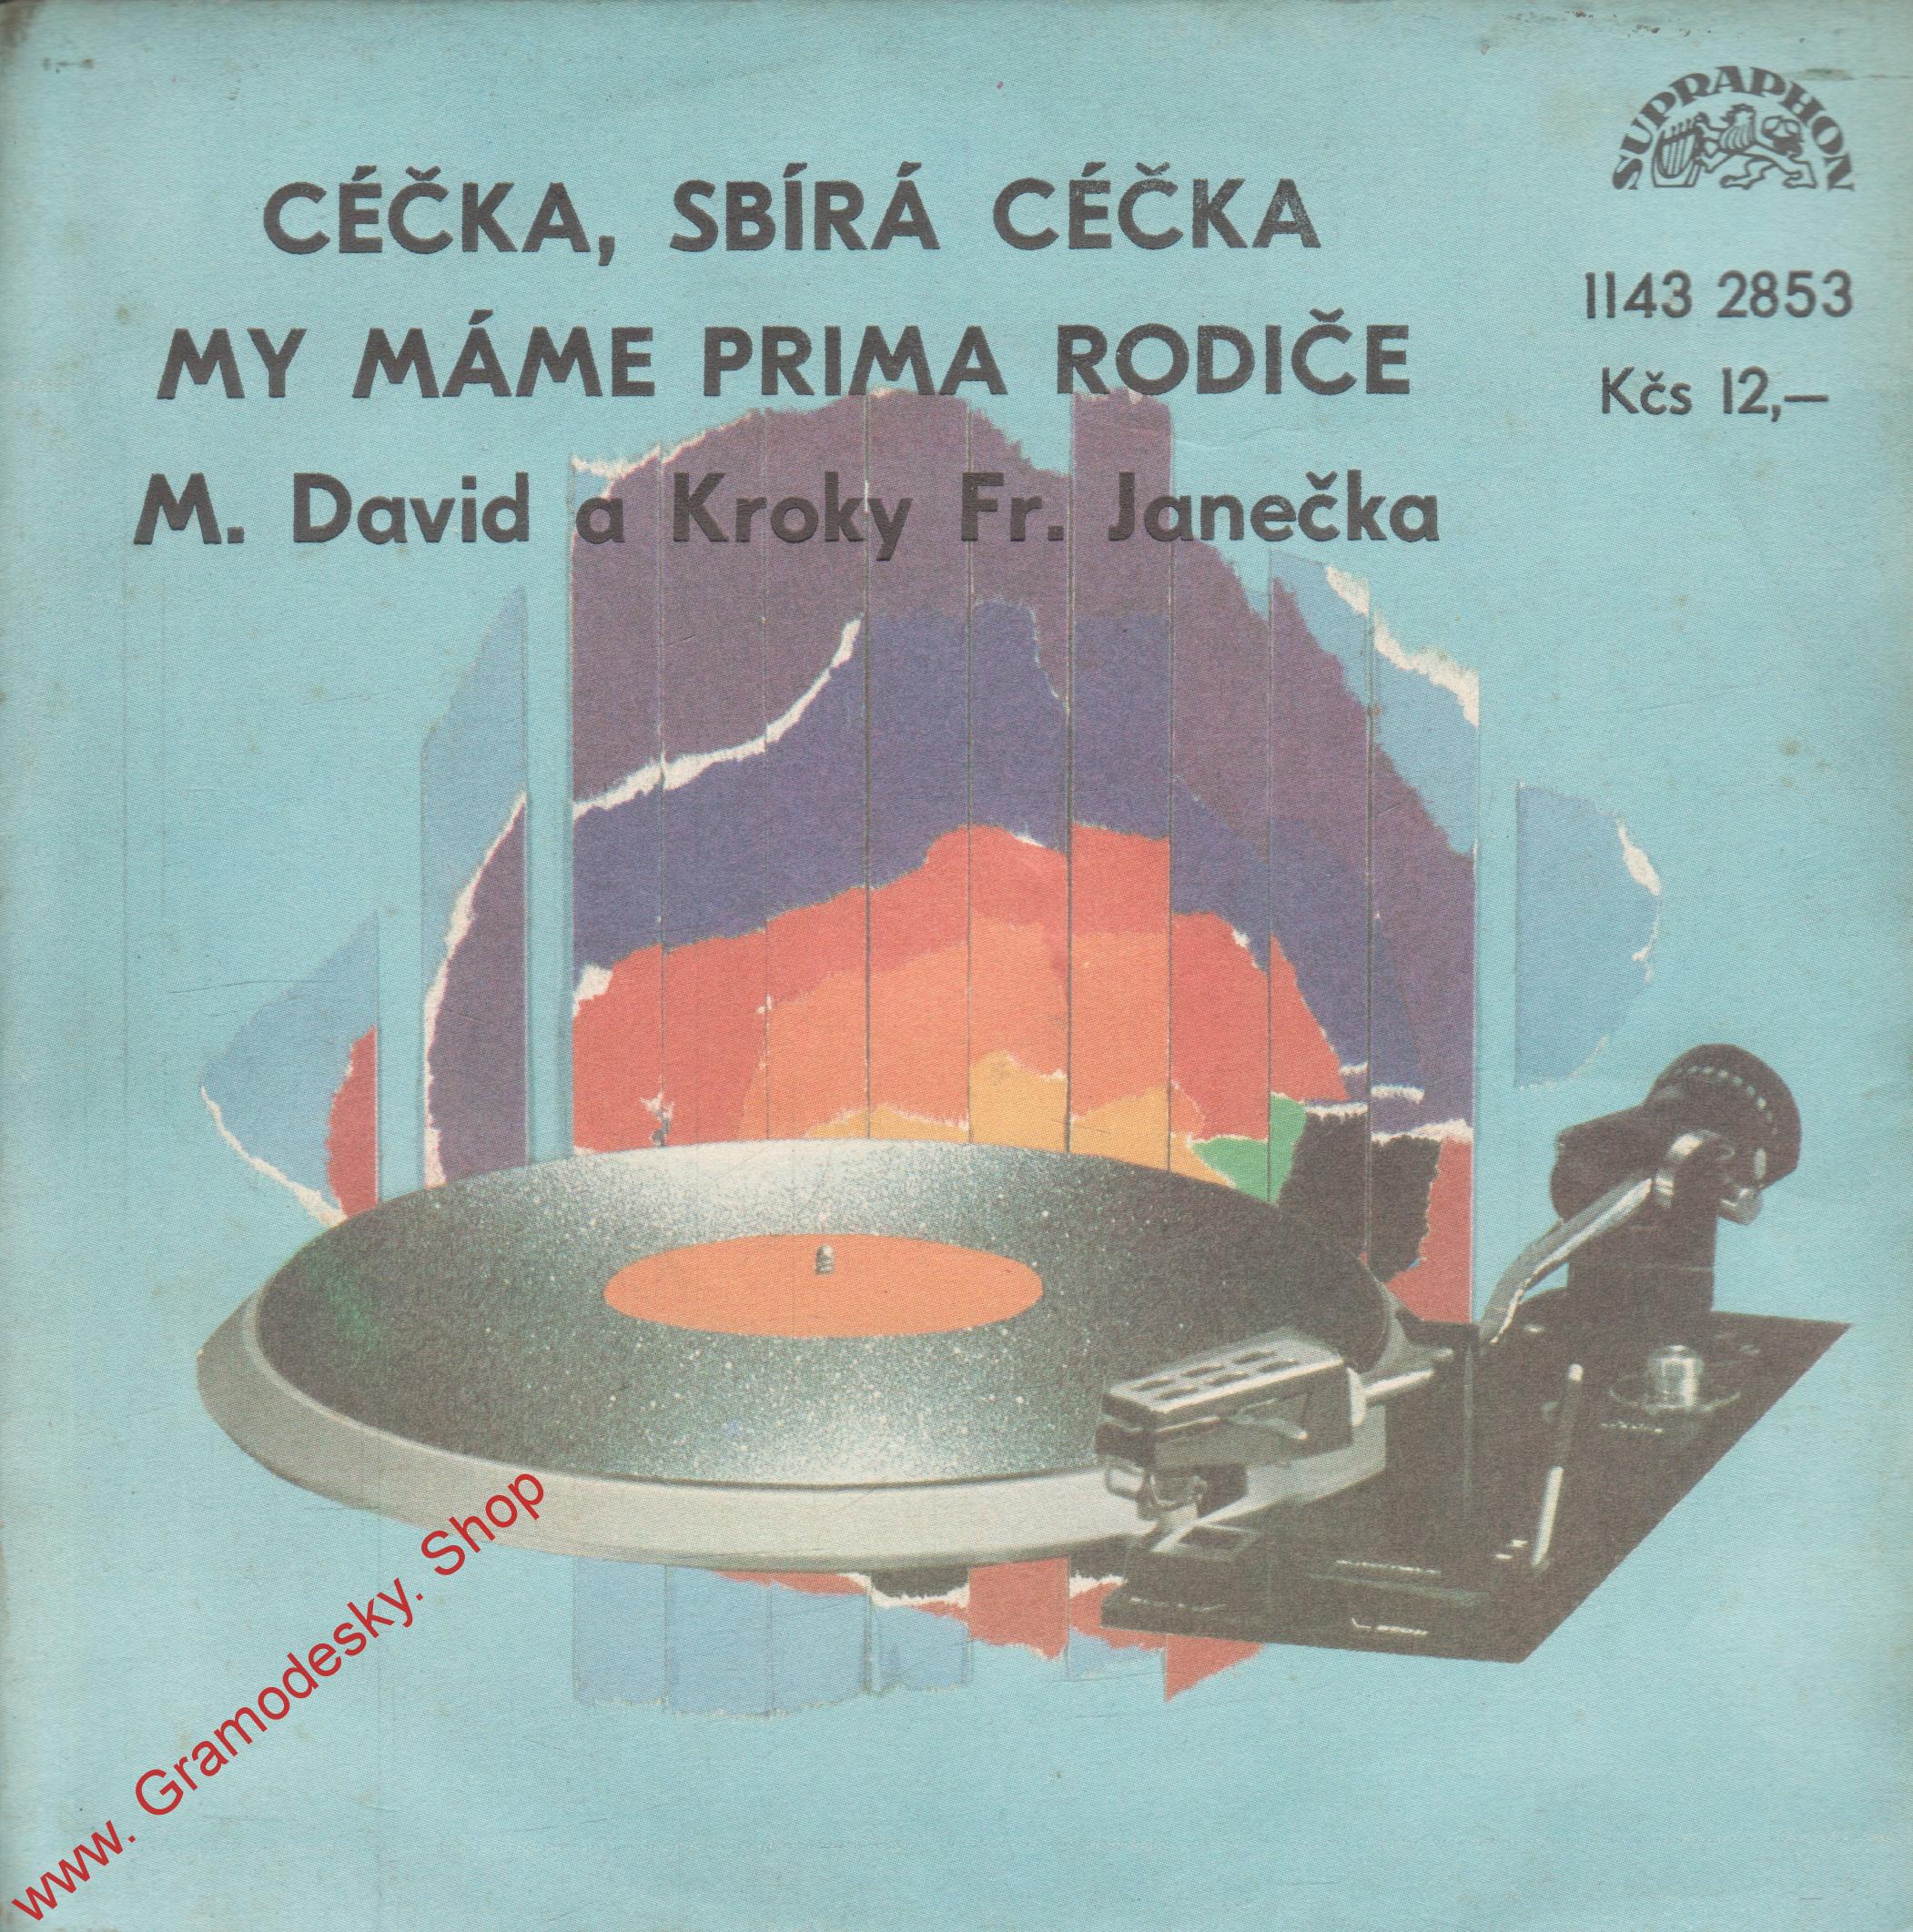 SUPRAPHON
CÉČKA, SBÍRÁ CÉČKA
1143 2853
MY MÁME PRIMA RODIČE
Kčs 12,—
M. David a Kroky Fr. Janečka
www. Gramodesky. Shop